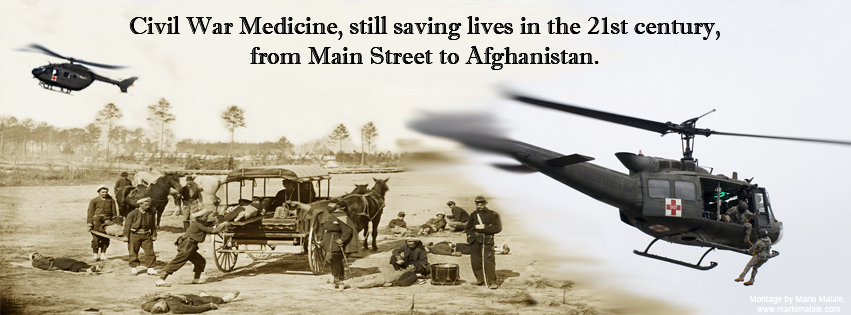 Civil War Medicine, still saving lives in the 21st century,
from Main Street to Afghanistan.
Montage by Mario Matale,
www.mariomatale.com